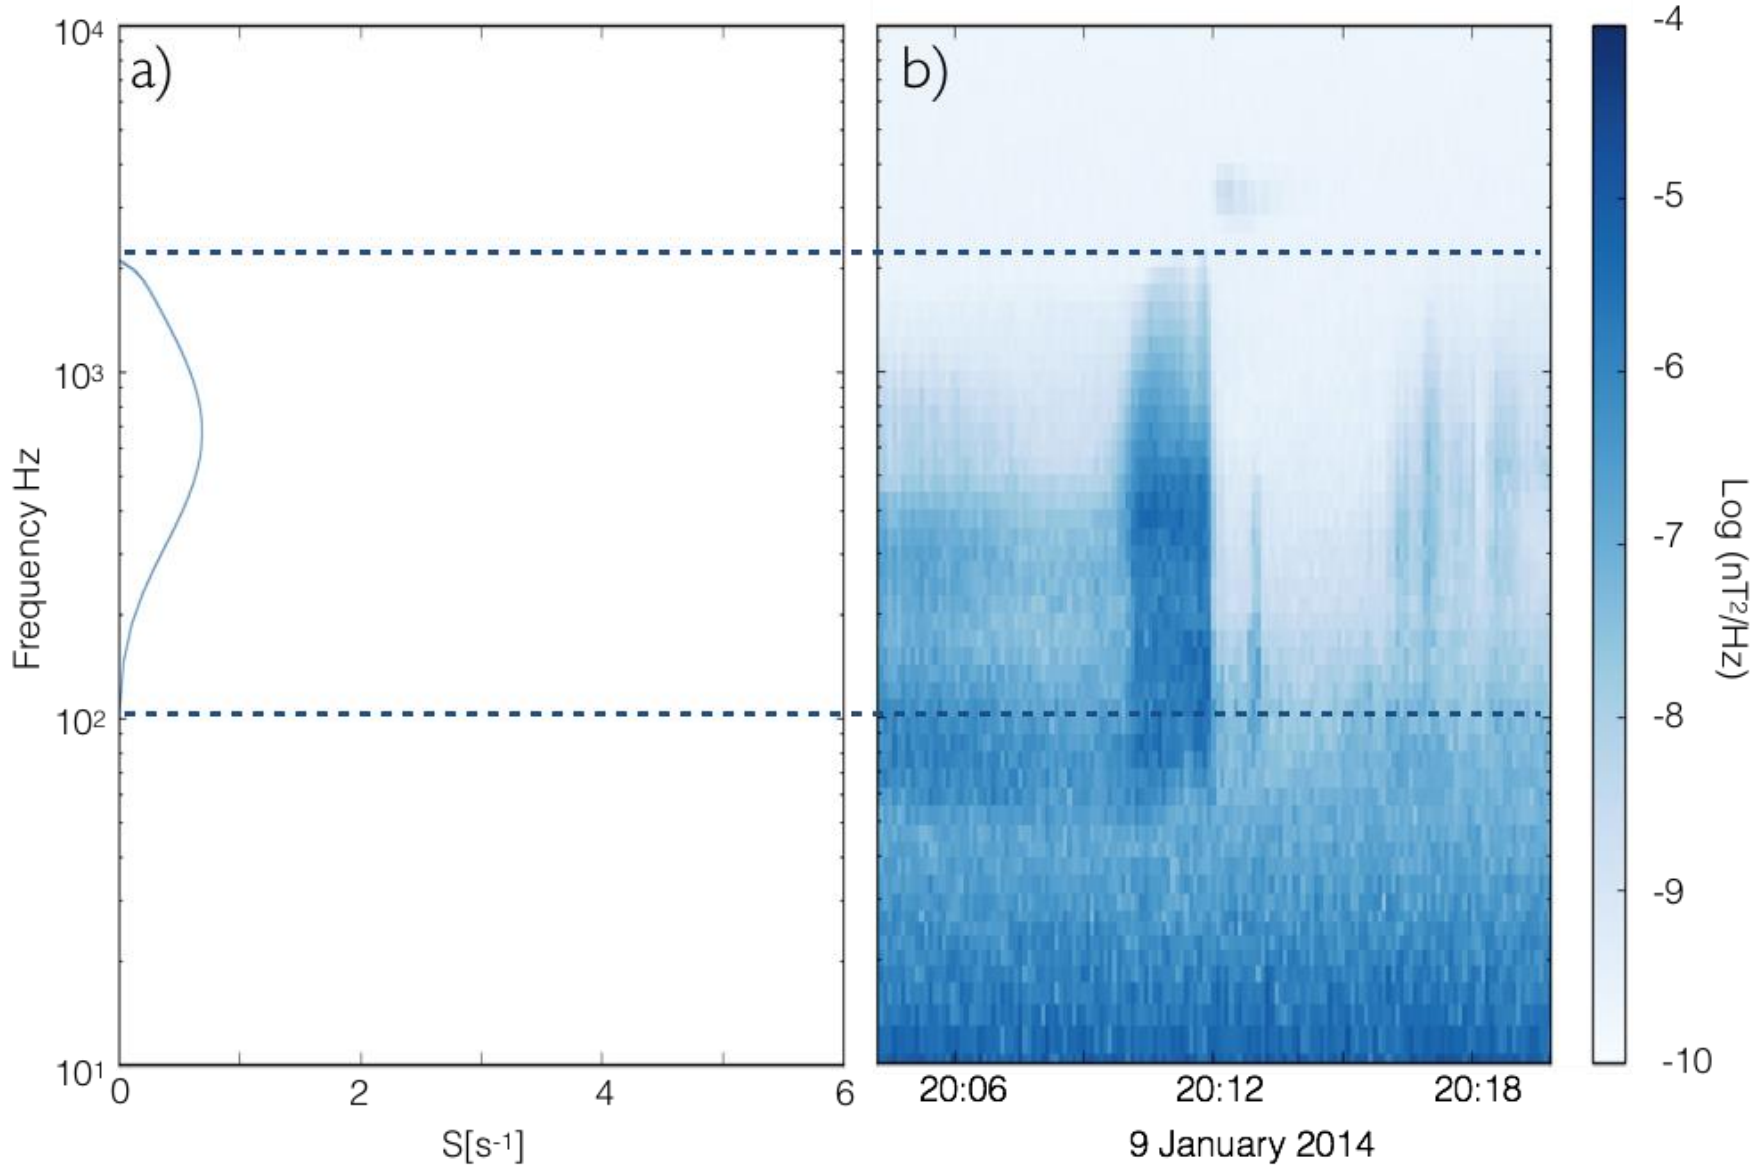 a)
b)
10⁴
10³
10²
10¹
Frequency Hz
0 2 4 6
S[s⁻¹]
20:06 20:12 20:18
9 January 2014
-4
-5
-6
-7
-8
-9
-10
Log (nT²/Hz)